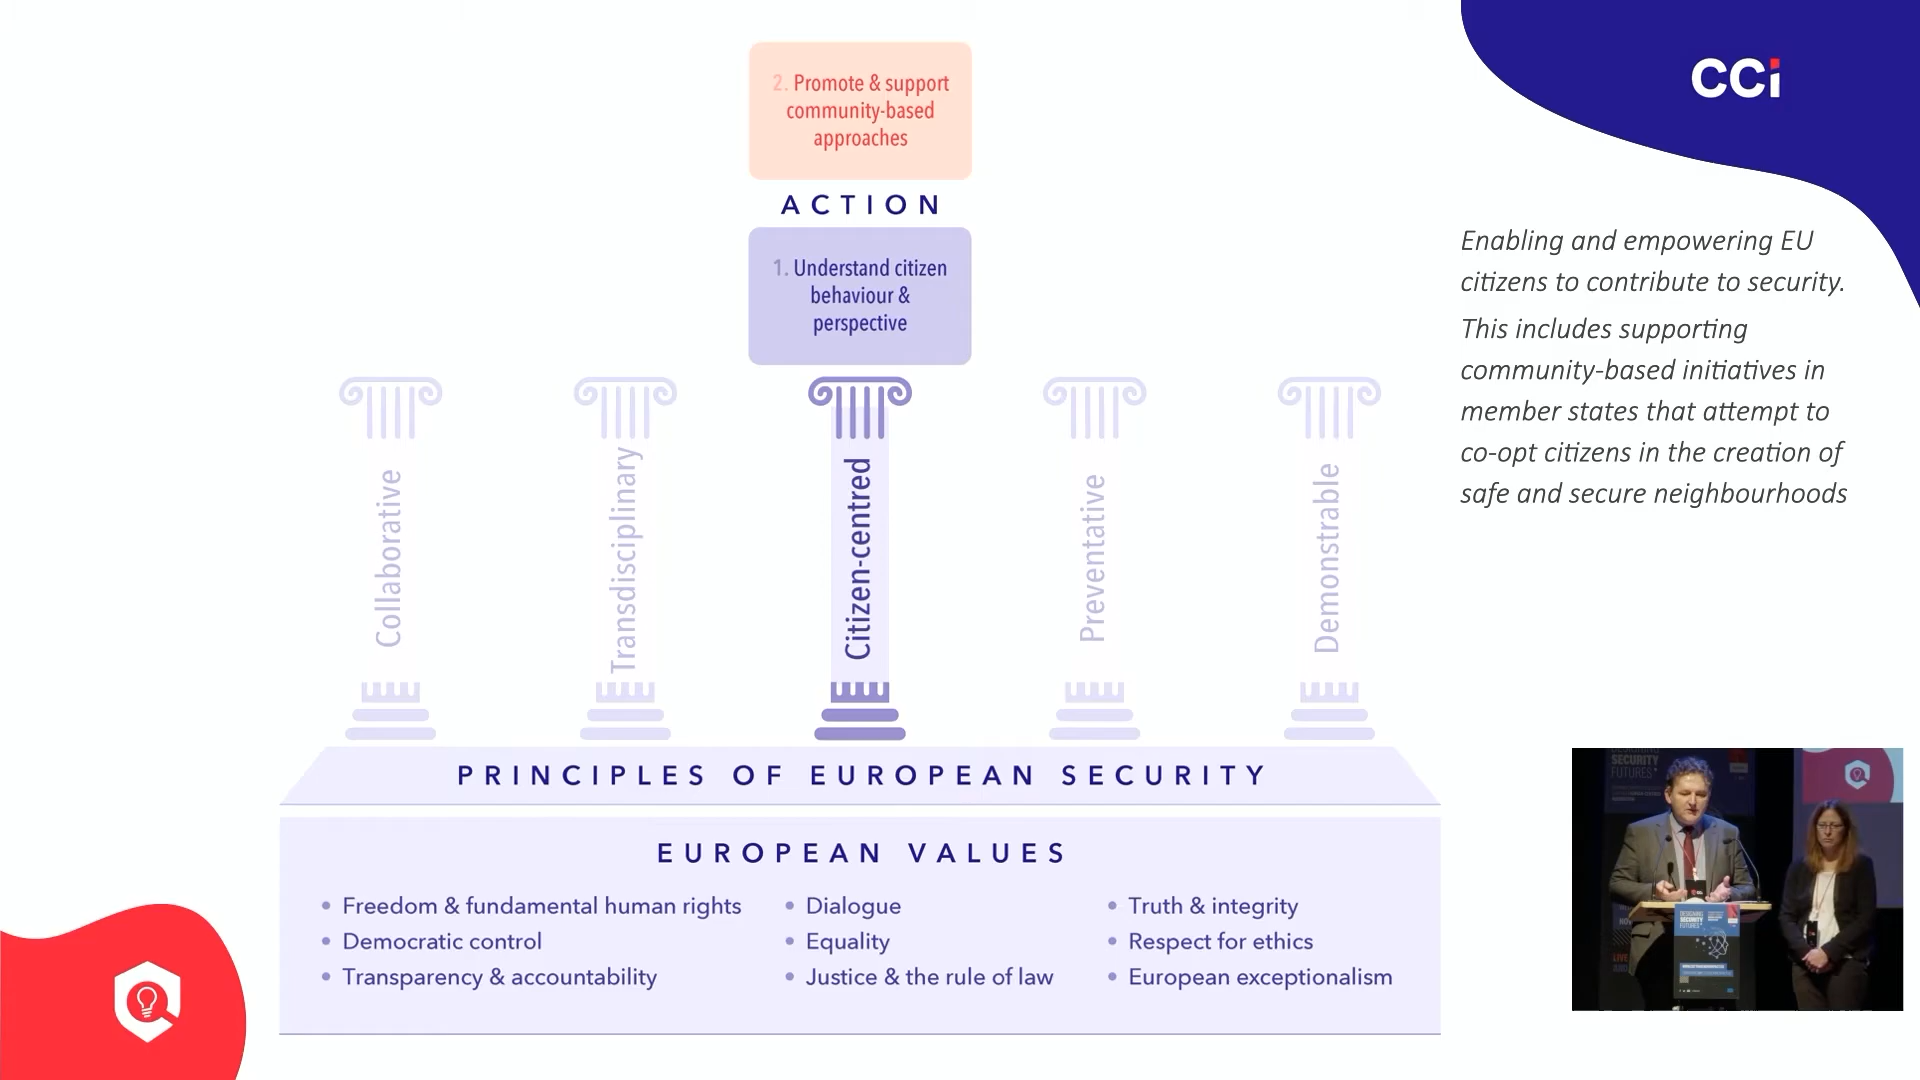 2. Promote & support
community-based
approaches
ACTION
1. Understand citizen
behaviour &
perspective
Collaborative
Transdisciplinary
Citizen-centred
Preventative
Demonstrable
PRINCIPLES OF EUROPEAN SECURITY
EUROPEAN VALUES
• Freedom & fundamental human rights
• Democratic control
• Transparency & accountability
• Dialogue
• Equality
• Justice & the rule of law
• Truth & integrity
• Respect for ethics
• European exceptionalism
CCi
Enabling and empowering EU
citizens to contribute to security.
This includes supporting
community-based initiatives in
member states that attempt to
co-opt citizens in the creation of
safe and secure neighbourhoods
DESIGNING
SECURITY
FUTURES
DESIGNING
SECURITY
FUTURES